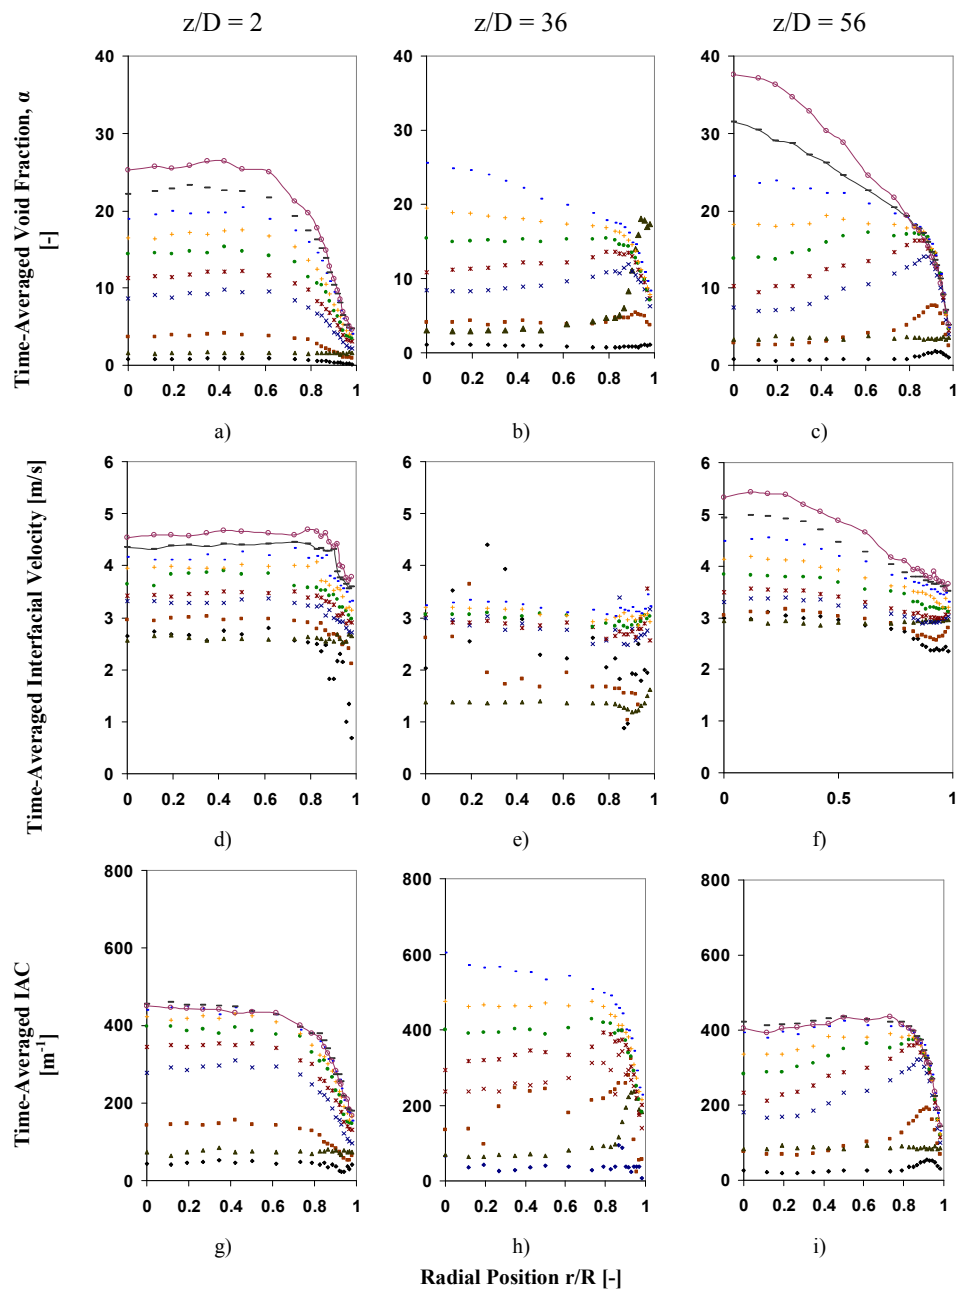 z/D = 2
z/D = 36
z/D = 56
Time-Averaged Void Fraction, α
[-]
40
30
20
10
0
0 0.2 0.4 0.6 0.8 1
a)
40
30
20
10
0
0 0.2 0.4 0.6 0.8 1
b)
40
30
20
10
0
0 0.2 0.4 0.6 0.8 1
c)
Time-Averaged Interfacial Velocity [m/s]
6
5
4
3
2
1
0
0 0.2 0.4 0.6 0.8 1
d)
6
5
4
3
2
1
0
0 0.2 0.4 0.6 0.8 1
e)
6
5
4
3
2
1
0
0 0.5 1
f)
Time-Averaged IAC
[m⁻¹]
800
600
400
200
0
0 0.2 0.4 0.6 0.8 1
g)
800
600
400
200
0
0 0.2 0.4 0.6 0.8 1
h)
800
600
400
200
0
0 0.2 0.4 0.6 0.8 1
i)
Radial Position r/R [-]